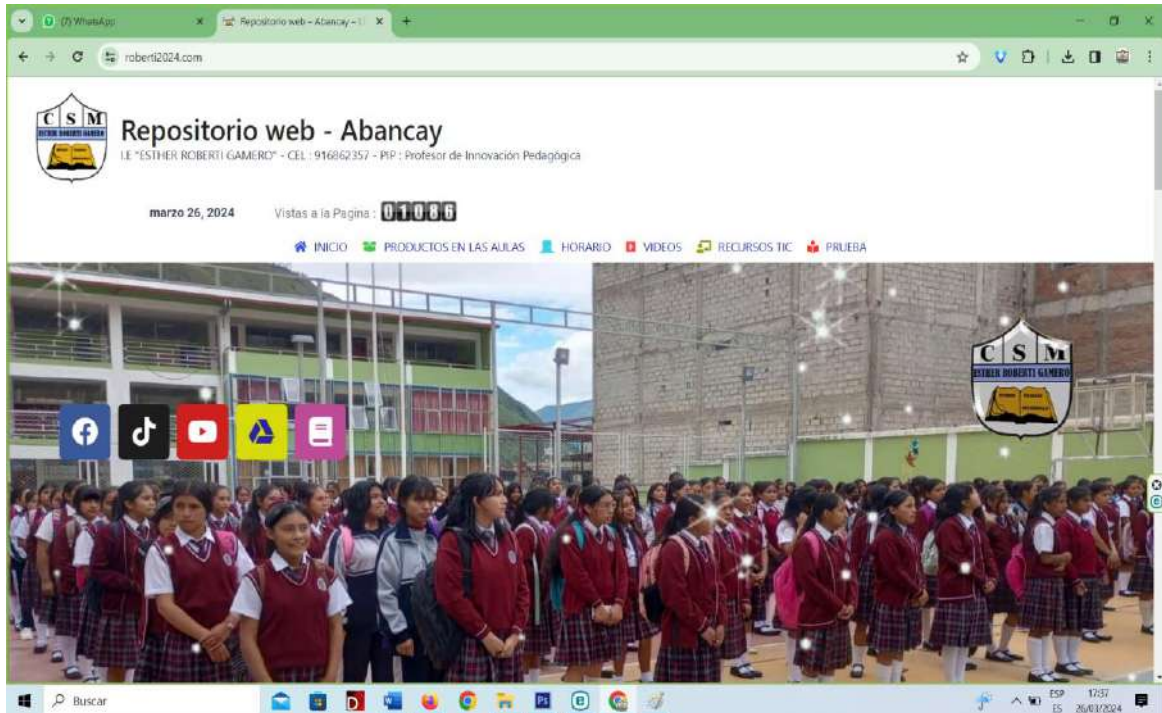 (7) WhatsApp
Repositorio web – Abancay – I
roberti2024.com
C S M
ESTHER ROBERTI GAMERO
Repositorio web - Abancay
I.E "ESTHER ROBERTI GAMERO" - CEL : 916862357 - PIP : Profesor de Innovación Pedagógica
marzo 26, 2024
Vistas a la Pagina : 01086
INICIO PRODUCTOS EN LAS AULAS HORARIO VIDEOS RECURSOS TIC PRUEBA
C S M
ESTHER ROBERTI GAMERO
Buscar
ESP
17:37
ES
26/03/2024